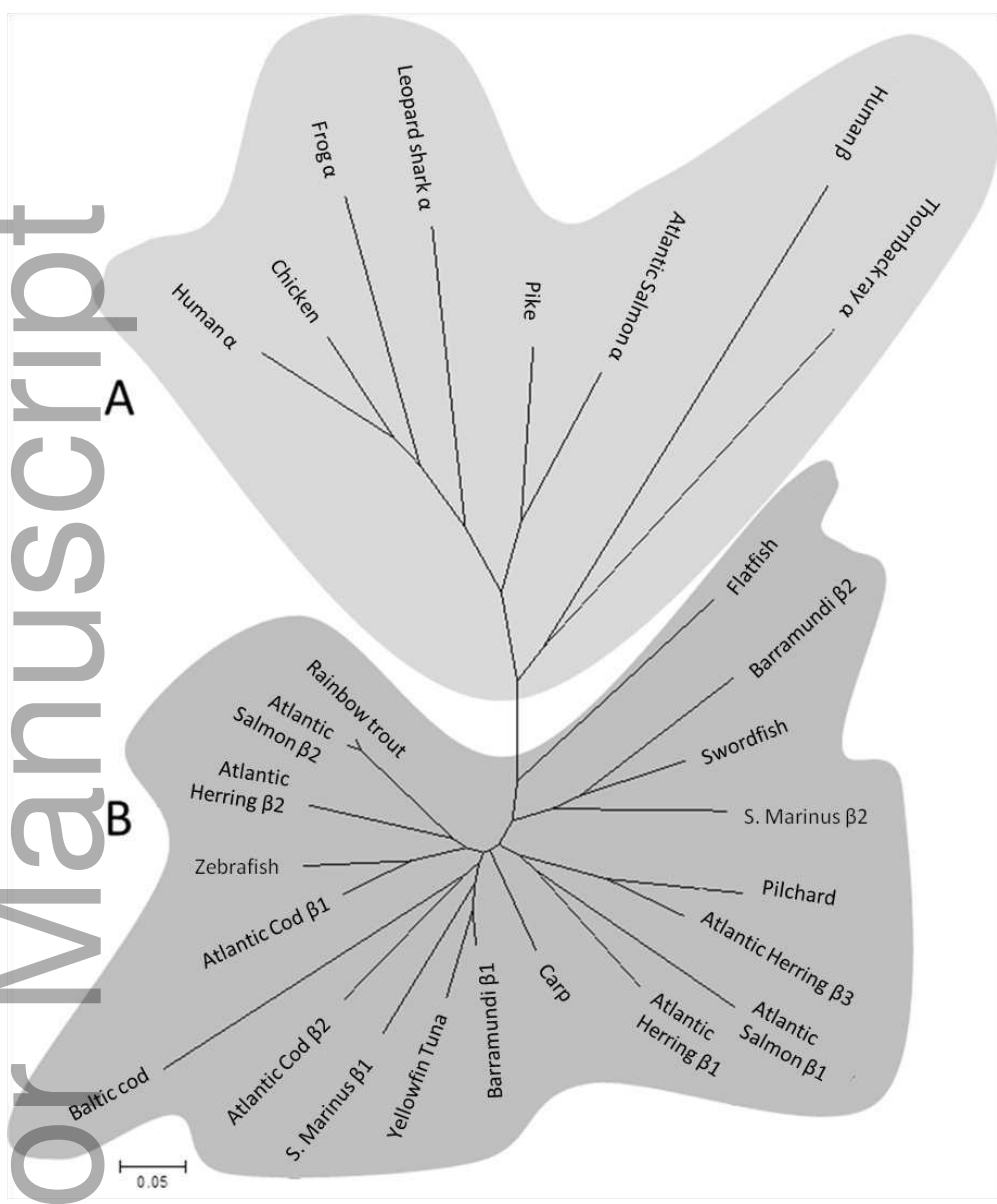 Leopard shark α
Human β
Frog α
Thornback ray α
Atlantic Salmon α
Chicken
Pike
Human α
A
or Manuscript
Flatfish
Barramundi β2
Rainbow trout
Atlantic
Salmon β2
Swordfish
Atlantic
Herring β2
B
S. Marinus β2
Zebrafish
Pilchard
Atlantic Cod β1
Atlantic Herring β3
Carp
Barramundi β1
Atlantic
Herring β1
Atlantic
Salmon β1
Yellowfin Tuna
Atlantic Cod β2
S. Marinus β1
Baltic cod
0.05